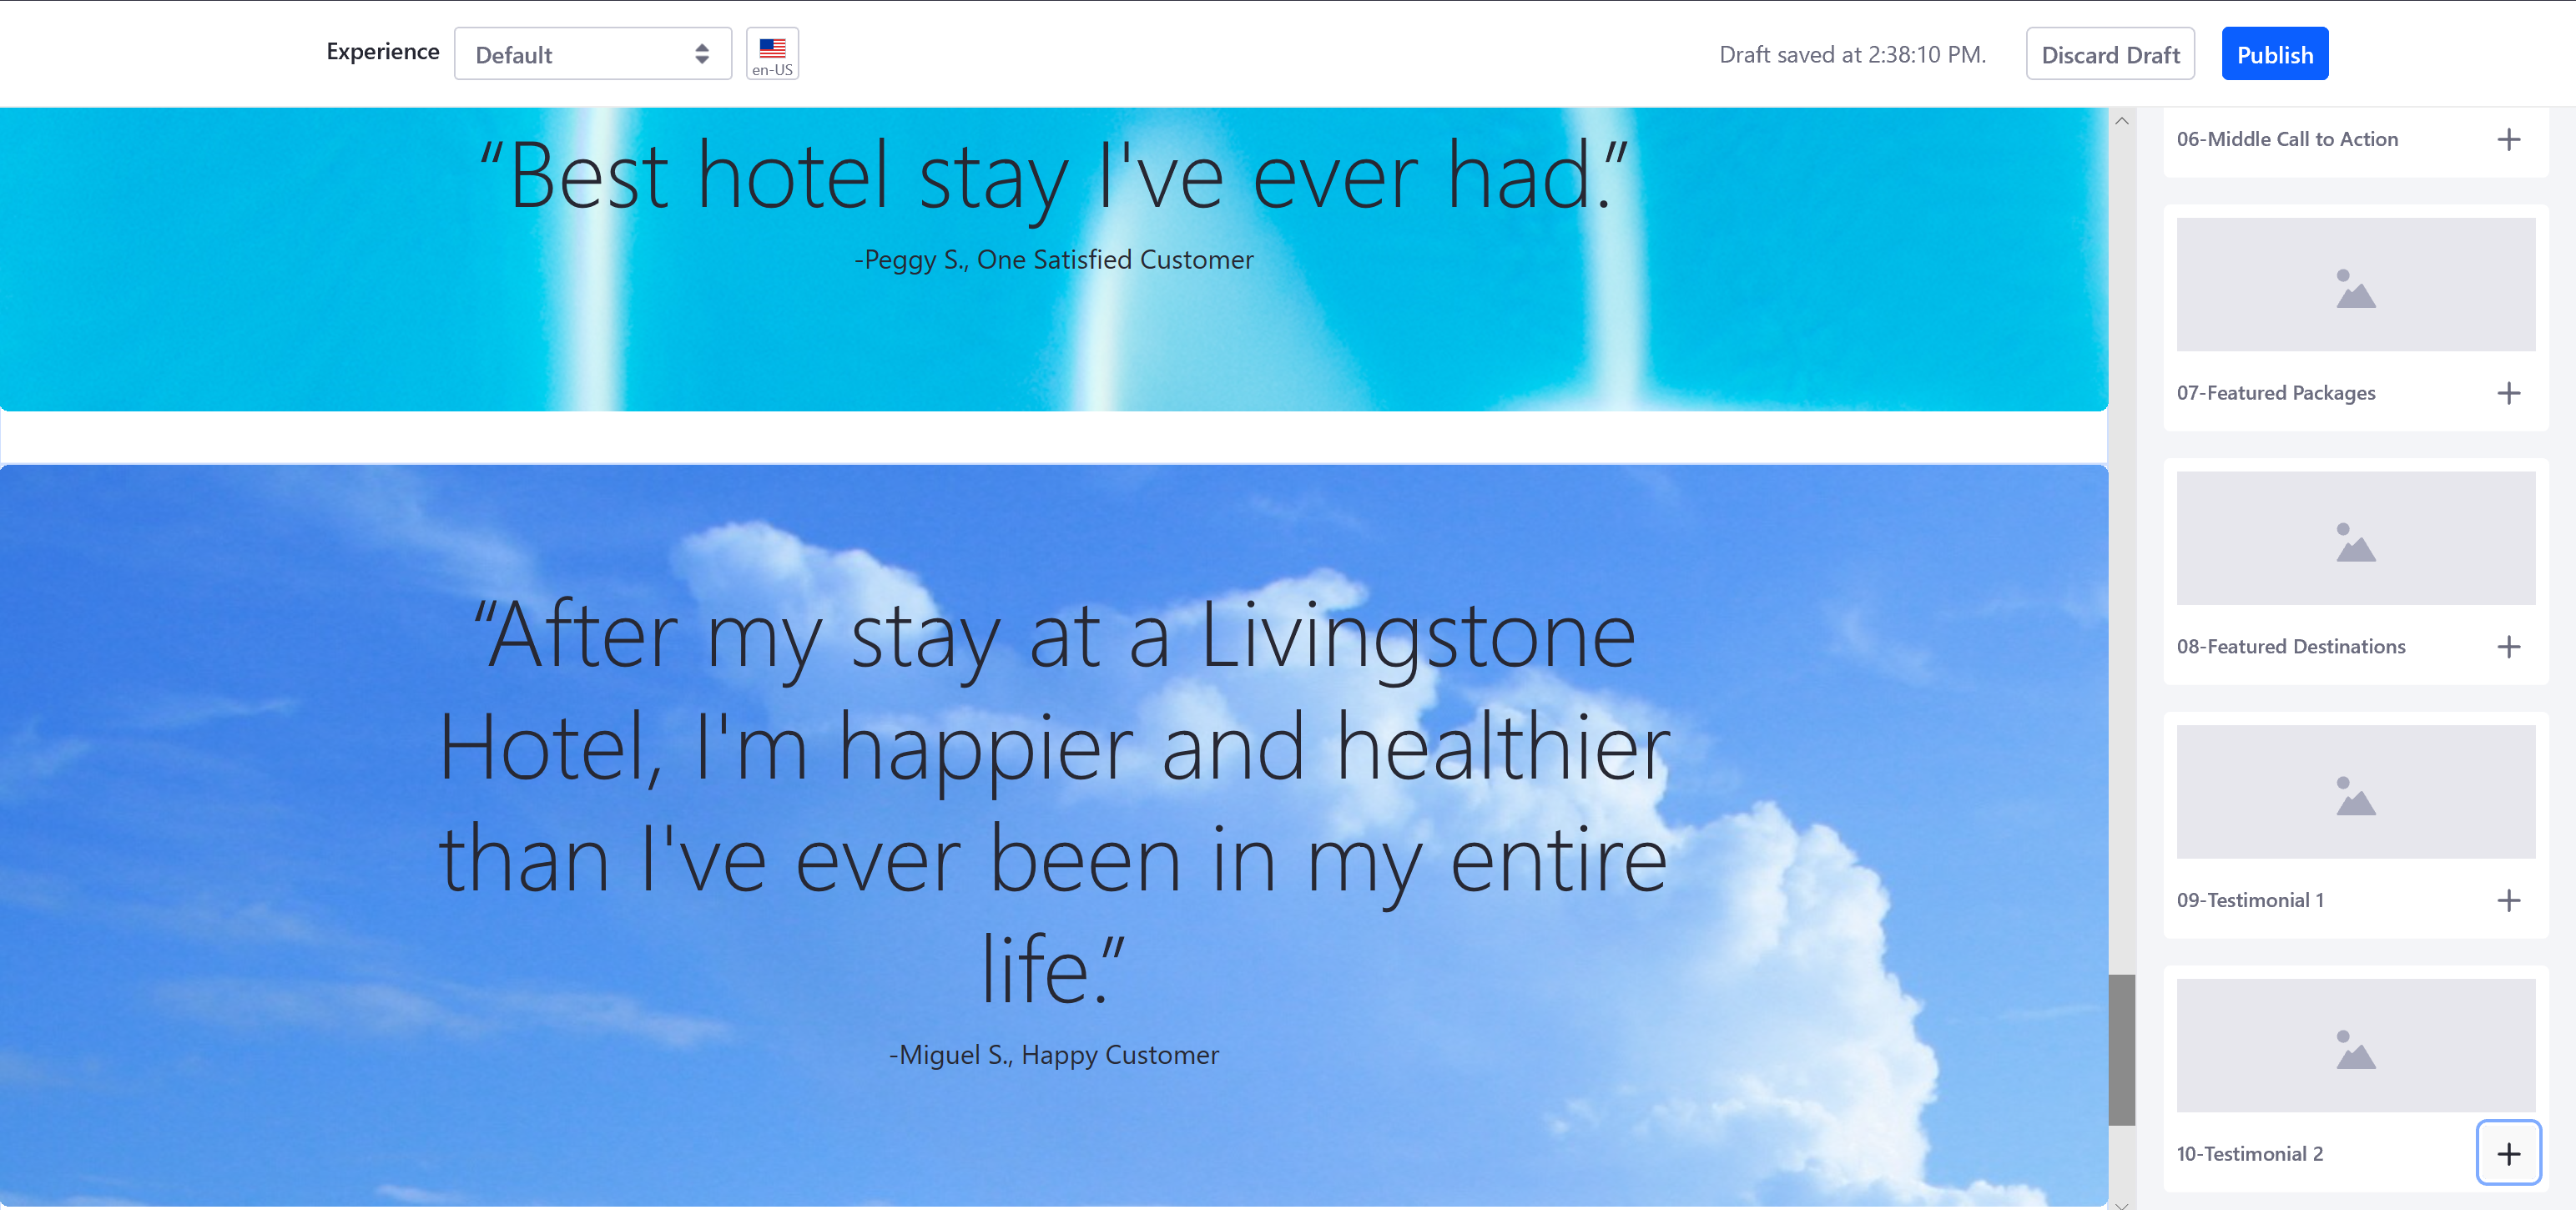 Experience
Default
en-US
Draft saved at 2:38:10 PM.
Discard Draft
Publish
“Best hotel stay I've ever had.”
-Peggy S., One Satisfied Customer
“After my stay at a Livingstone
Hotel, I'm happier and healthier
than I've ever been in my entire
life.”
-Miguel S., Happy Customer
06-Middle Call to Action
07-Featured Packages
08-Featured Destinations
09-Testimonial 1
10-Testimonial 2